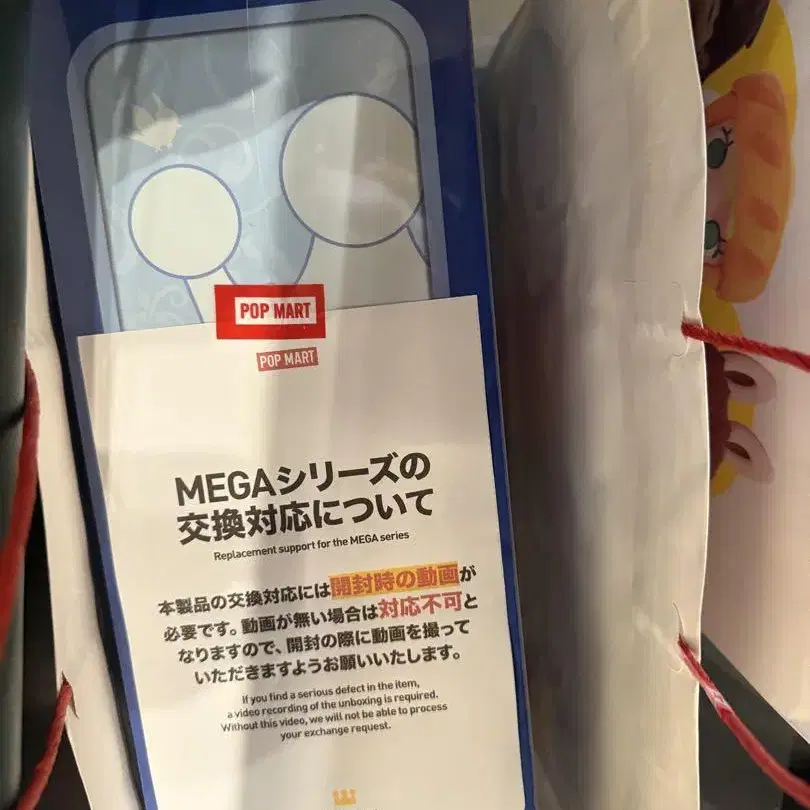 POP MART
POP MART
MEGAシリーズの
交換対応について
Replacement support for the MEGA series
本製品の交換対応には開封時の動画が
必要です。動画が無い場合は対応不可と
なりますので、開封の際に動画を撮って
いただきますようお願いいたします。
If you find a serious defect in the item,
a video recording of the unboxing is required.
Without this video, we will not be able to process
your exchange request.